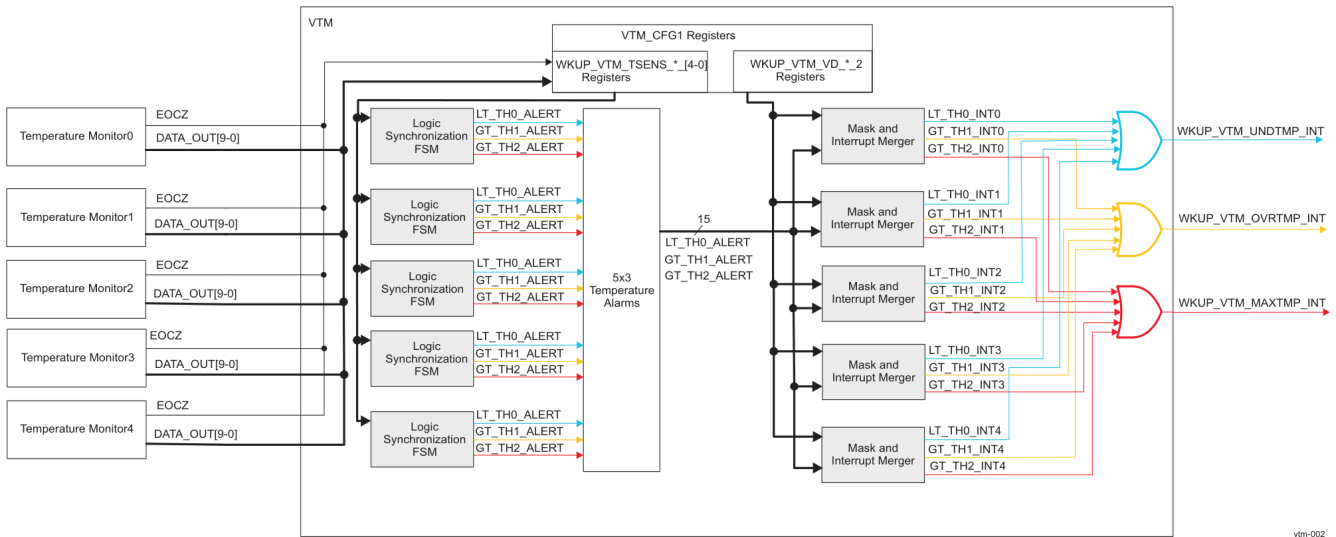 VTM
VTM_CFG1 Registers
WKUP_VTM_TSENS_*_[4-0]
Registers
WKUP_VTM_VD_*_2
Registers
Temperature Monitor0
EOCZ
DATA_OUT[9-0]
Temperature Monitor1
EOCZ
DATA_OUT[9-0]
Temperature Monitor2
EOCZ
DATA_OUT[9-0]
Temperature Monitor3
EOCZ
DATA_OUT[9-0]
Temperature Monitor4
EOCZ
DATA_OUT[9-0]
Logic
Synchronization
FSM
LT_TH0_ALERT
GT_TH1_ALERT
GT_TH2_ALERT
Logic
Synchronization
FSM
LT_TH0_ALERT
GT_TH1_ALERT
GT_TH2_ALERT
Logic
Synchronization
FSM
LT_TH0_ALERT
GT_TH1_ALERT
GT_TH2_ALERT
Logic
Synchronization
FSM
LT_TH0_ALERT
GT_TH1_ALERT
GT_TH2_ALERT
Logic
Synchronization
FSM
LT_TH0_ALERT
GT_TH1_ALERT
GT_TH2_ALERT
5x3
Temperature
Alarms
15
LT_TH0_ALERT
GT_TH1_ALERT
GT_TH2_ALERT
Mask and
Interrupt Merger
LT_TH0_INT0
GT_TH1_INT0
GT_TH2_INT0
Mask and
Interrupt Merger
LT_TH0_INT1
GT_TH1_INT1
GT_TH2_INT1
Mask and
Interrupt Merger
LT_TH0_INT2
GT_TH1_INT2
GT_TH2_INT2
Mask and
Interrupt Merger
LT_TH0_INT3
GT_TH1_INT3
GT_TH2_INT3
Mask and
Interrupt Merger
LT_TH0_INT4
GT_TH1_INT4
GT_TH2_INT4
WKUP_VTM_UNDTMP_INT
WKUP_VTM_OVRTMP_INT
WKUP_VTM_MAXTMP_INT
vtm-002